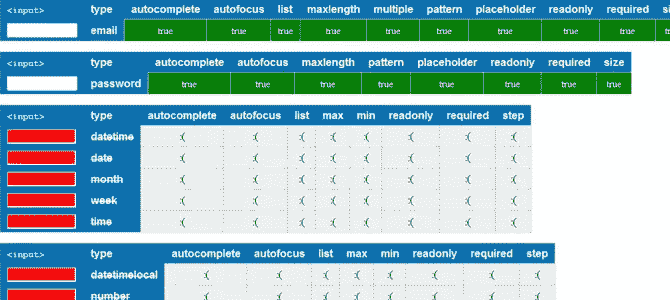 <input> type autocomplete autofocus list maxlength multiple pattern placeholder readonly required
email true true true true true true true true true
<input> type autocomplete autofocus maxlength pattern placeholder readonly required size
password true true true true true true true true
<input> type autocomplete autofocus list max min readonly required step
datetime :( :( :( :( :( :( :( :(
date :( :( :( :( :( :( :( :(
month :( :( :( :( :( :( :( :(
week :( :( :( :( :( :( :( :(
time :( :( :( :( :( :( :( :(
<input> type autocomplete autofocus list max min readonly required step
datetimelocal :( :( :( :( :( :( :( :(
number :( :( :( :( :( :( :( :(